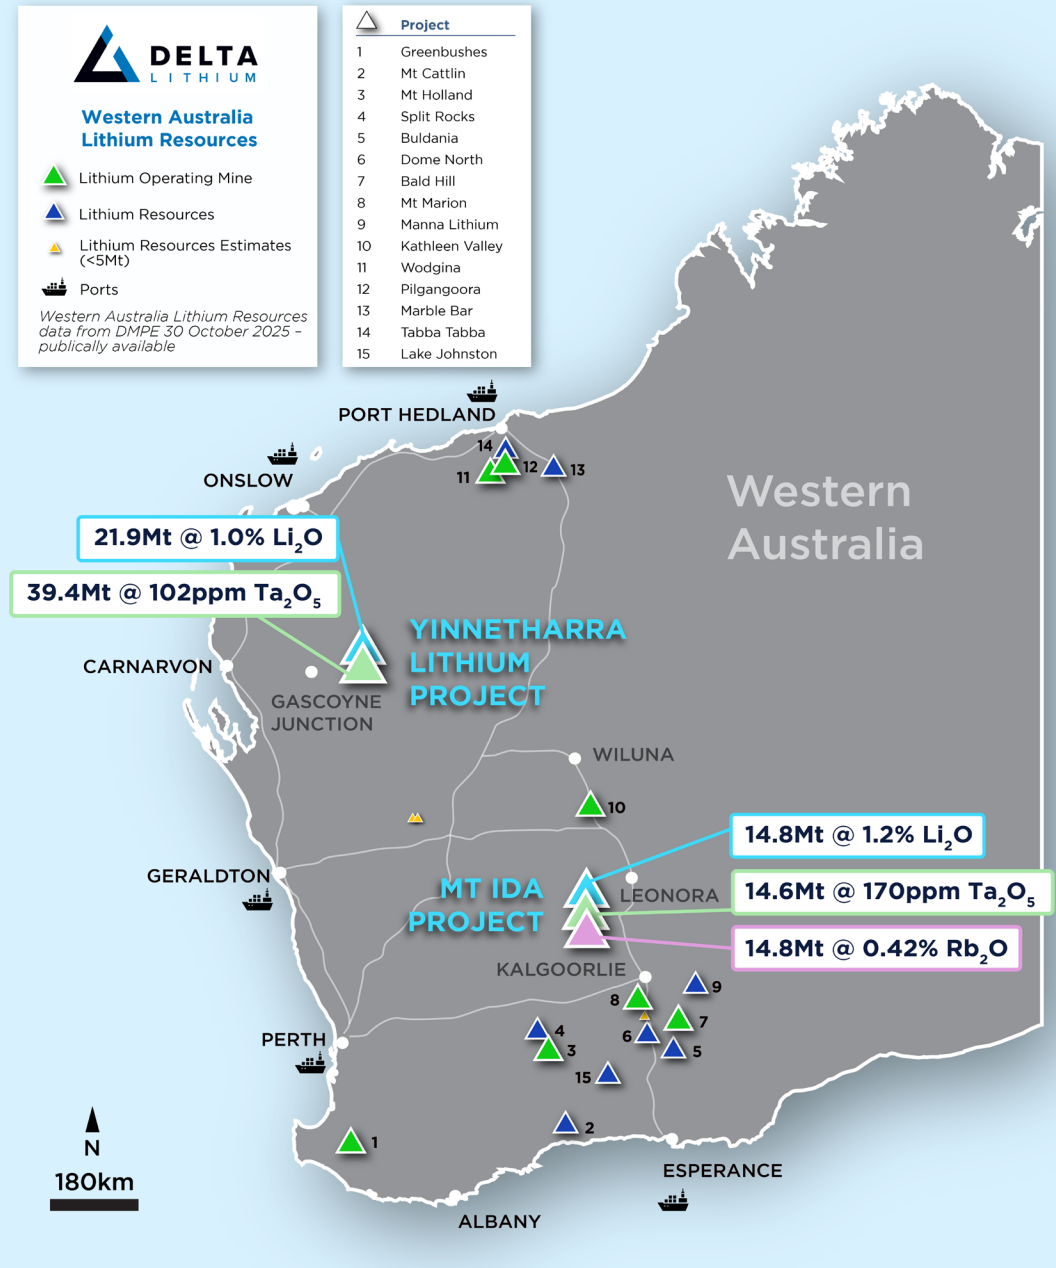 DELTA
LITHIUM
Western Australia
Lithium Resources
Lithium Operating Mine
Lithium Resources
Lithium Resources Estimates
(<5Mt)
Ports
Western Australia Lithium Resources
data from DMPE 30 October 2025 –
publically available
Project
1 Greenbushes
2 Mt Cattlin
3 Mt Holland
4 Split Rocks
5 Buldania
6 Dome North
7 Bald Hill
8 Mt Marion
9 Manna Lithium
10 Kathleen Valley
11 Wodgina
12 Pilgangoora
13 Marble Bar
14 Tabba Tabba
15 Lake Johnston
PORT HEDLAND
14
12
13
11
ONSLOW
Western
Australia
21.9Mt @ 1.0% Li₂O
39.4Mt @ 102ppm Ta₂O₅
YINNETHARRA
LITHIUM
PROJECT
CARNARVON
GASCOYNE
JUNCTION
WILUNA
10
14.8Mt @ 1.2% Li₂O
GERALDTON
MT IDA
PROJECT
LEONORA
14.6Mt @ 170ppm Ta₂O₅
14.8Mt @ 0.42% Rb₂O
KALGOORLIE
9
8
7
6
5
4
3
15
PERTH
2
1
N
180km
ESPERANCE
ALBANY